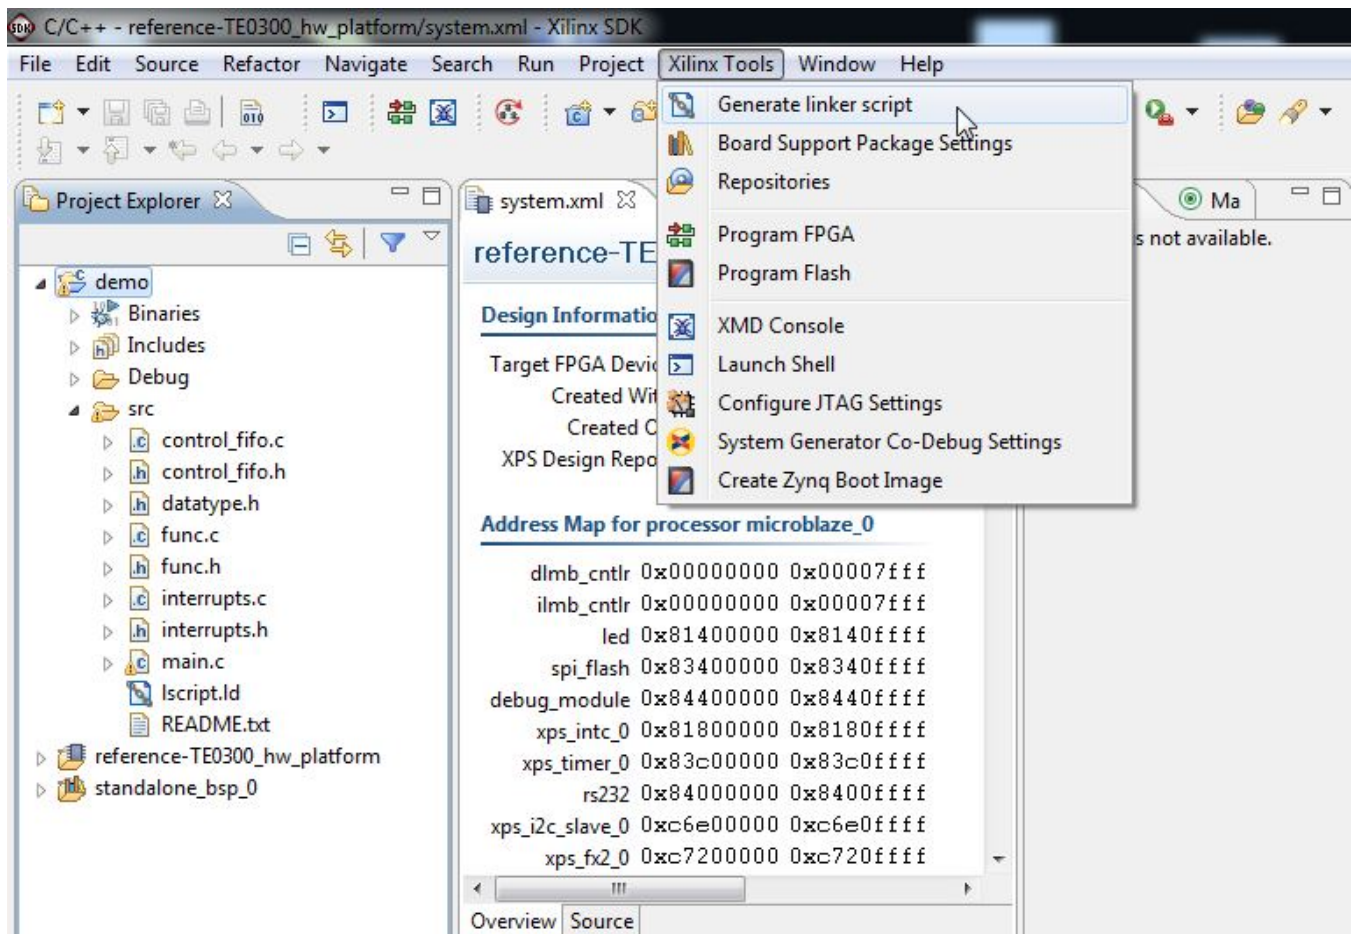 C/C++ - reference-TE0300_hw_platform/system.xml - Xilinx SDK
File Edit Source Refactor Navigate Search Run Project Xilinx Tools Window Help
Generate linker script
Board Support Package Settings
Repositories
Program FPGA
Program Flash
XMD Console
Launch Shell
Configure JTAG Settings
System Generator Co-Debug Settings
Create Zynq Boot Image
Project Explorer
demo
Binaries
Includes
Debug
src
control_fifo.c
control_fifo.h
datatype.h
func.c
func.h
interrupts.c
interrupts.h
main.c
lscript.ld
README.txt
reference-TE0300_hw_platform
standalone_bsp_0
system.xml
reference-TE
Design Informatio
Target FPGA Devic
Created Wit
Created O
XPS Design Repo
Address Map for processor microblaze_0
dlmb_cntlr 0x00000000 0x00007fff
ilmb_cntlr 0x00000000 0x00007fff
led 0x81400000 0x8140ffff
spi_flash 0x83400000 0x8340ffff
debug_module 0x84400000 0x8440ffff
xps_intc_0 0x81800000 0x8180ffff
xps_timer_0 0x83c00000 0x83c0ffff
rs232 0x84000000 0x8400ffff
xps_i2c_slave_0 0xc6e00000 0xc6e0ffff
xps_fx2_0 0xc7200000 0xc720ffff
Overview Source
Ma
s not available.